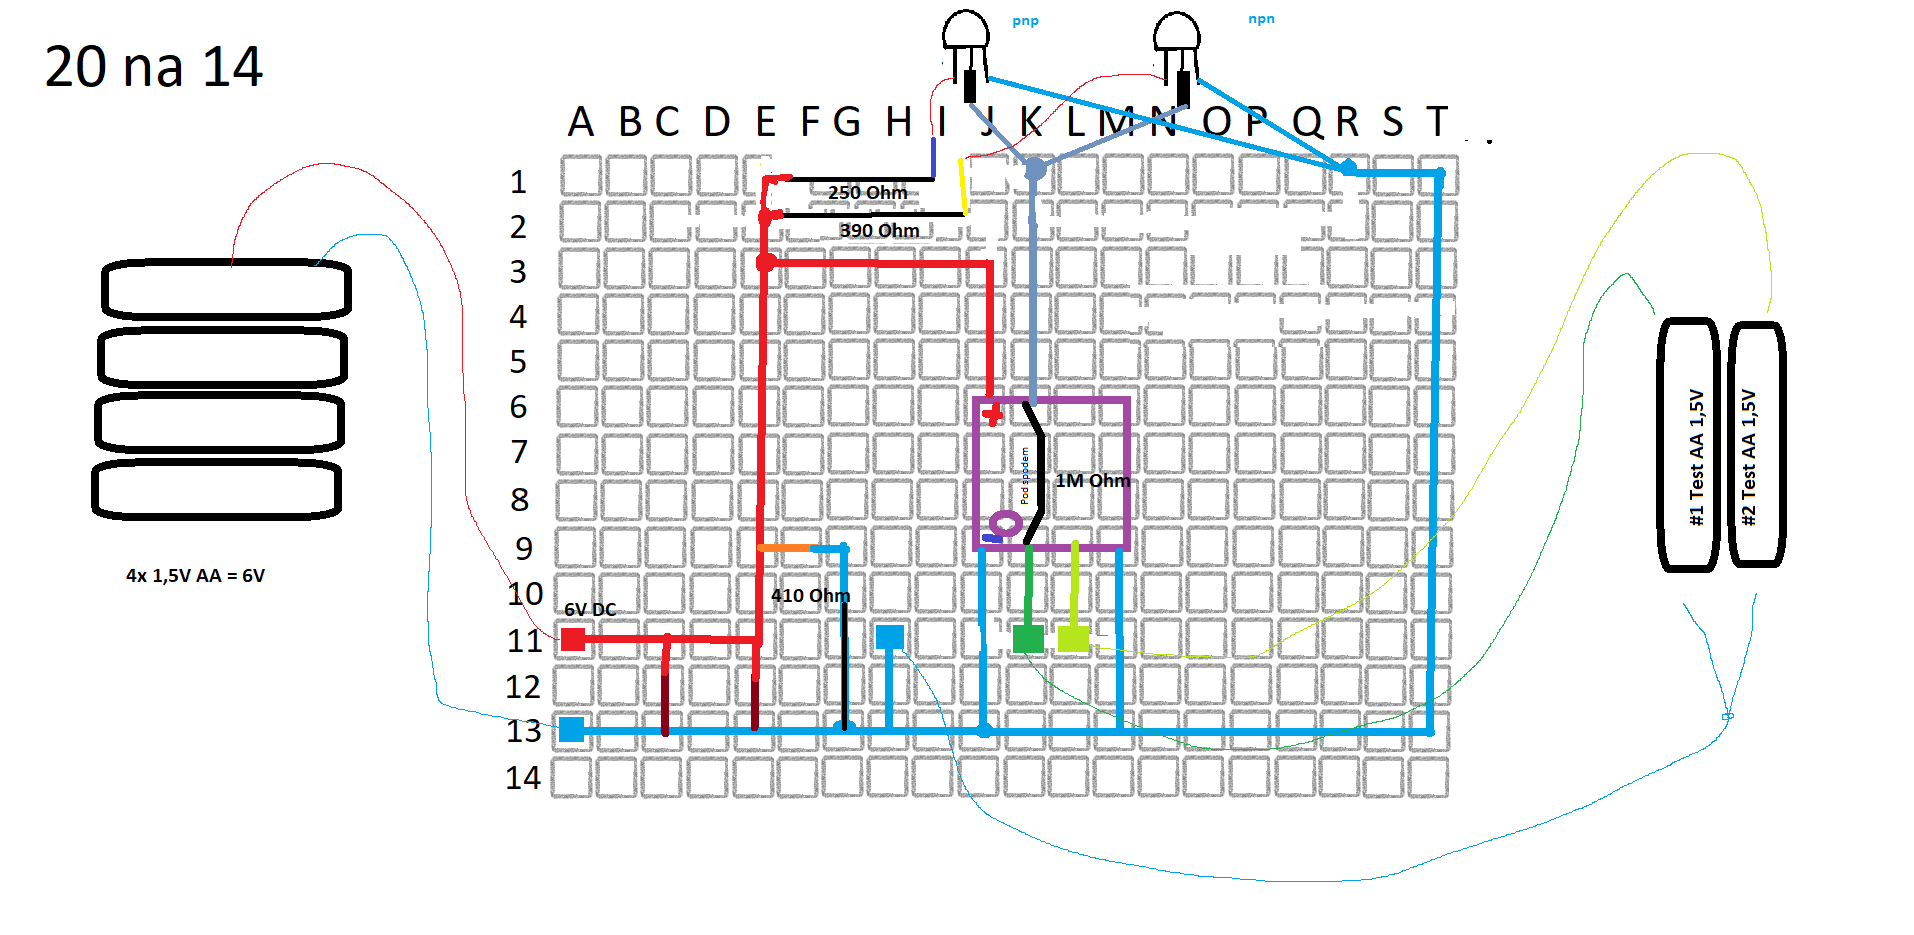 pnp
npn
20 na 14
A B C D E F G H I J K L M N O P Q R S T
1
250 Ohm
2
390 Ohm
3
4
5
6
+
7
Pod spodem
1M Ohm
8
#1 Test AA 1,5V
#2 Test AA 1,5V
9
4x 1,5V AA = 6V
10
410 Ohm
6V DC
11
12
13
14